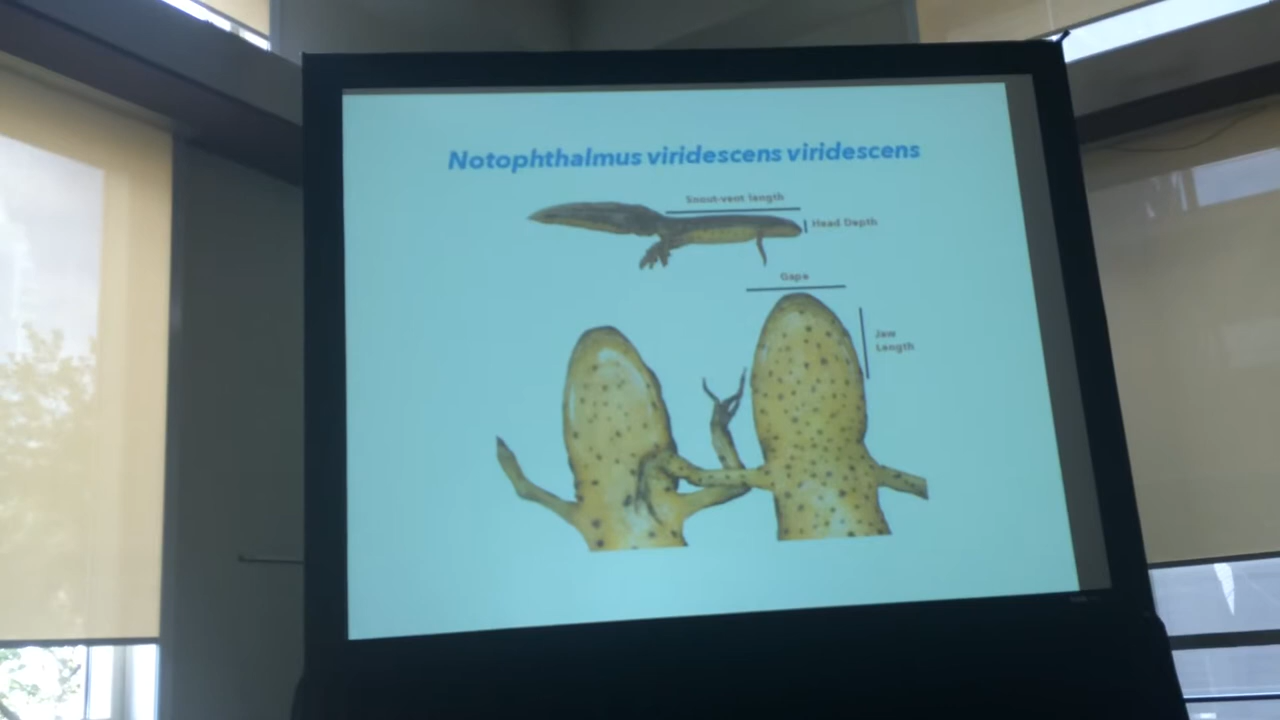 Notophthalmus viridescens viridescens
Snout-vent length
Head Depth
Gape
Jaw
Length